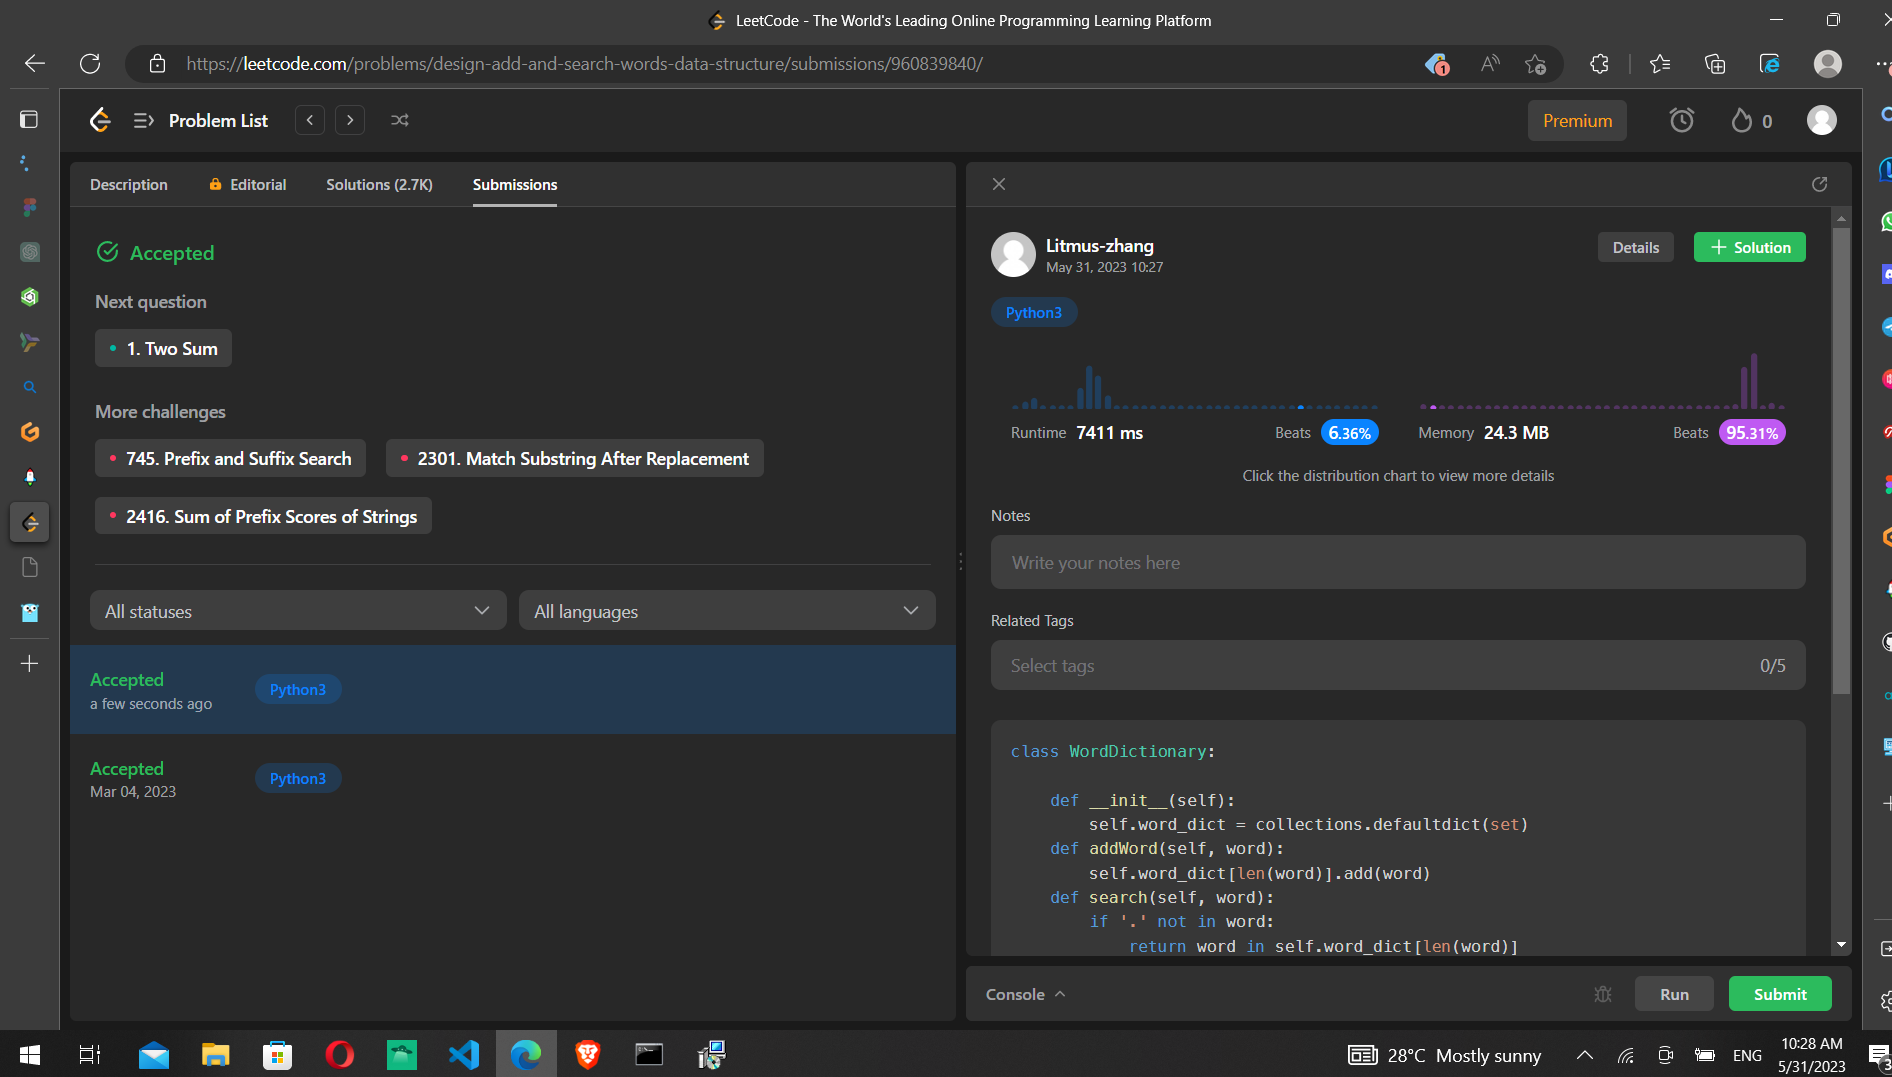 LeetCode - The World's Leading Online Programming Learning Platform
https://leetcode.com/problems/design-add-and-search-words-data-structure/submissions/960839840/
1
Problem List
Premium
0
Description
Editorial
Solutions (2.7K)
Submissions
Accepted
Next question
1. Two Sum
More challenges
745. Prefix and Suffix Search
2301. Match Substring After Replacement
2416. Sum of Prefix Scores of Strings
All statuses
All languages
Accepted
a few seconds ago
Python3
Accepted
Mar 04, 2023
Python3
Litmus-zhang
May 31, 2023 10:27
Details
+ Solution
Python3
Runtime 7411 ms
Beats 6.36%
Memory 24.3 MB
Beats 95.31%
Click the distribution chart to view more details
Notes
Write your notes here
Related Tags
Select tags
0/5
class WordDictionary:
def __init__(self):
self.word_dict = collections.defaultdict(set)
def addWord(self, word):
self.word_dict[len(word)].add(word)
def search(self, word):
if '.' not in word:
return word in self.word_dict[len(word)]
Console
Run
Submit
28°C Mostly sunny
ENG
10:28 AM
5/31/2023
3